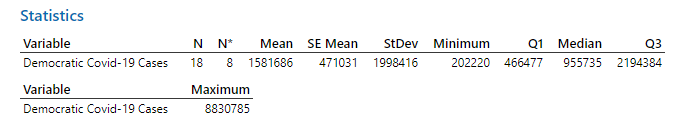 Statistics
Variable N N* Mean SE Mean StDev Minimum Q1 Median Q3
Democratic Covid-19 Cases 18 8 1581686 471031 1998416 202220 466477 955735 2194384
Variable Maximum
Democratic Covid-19 Cases 8830785